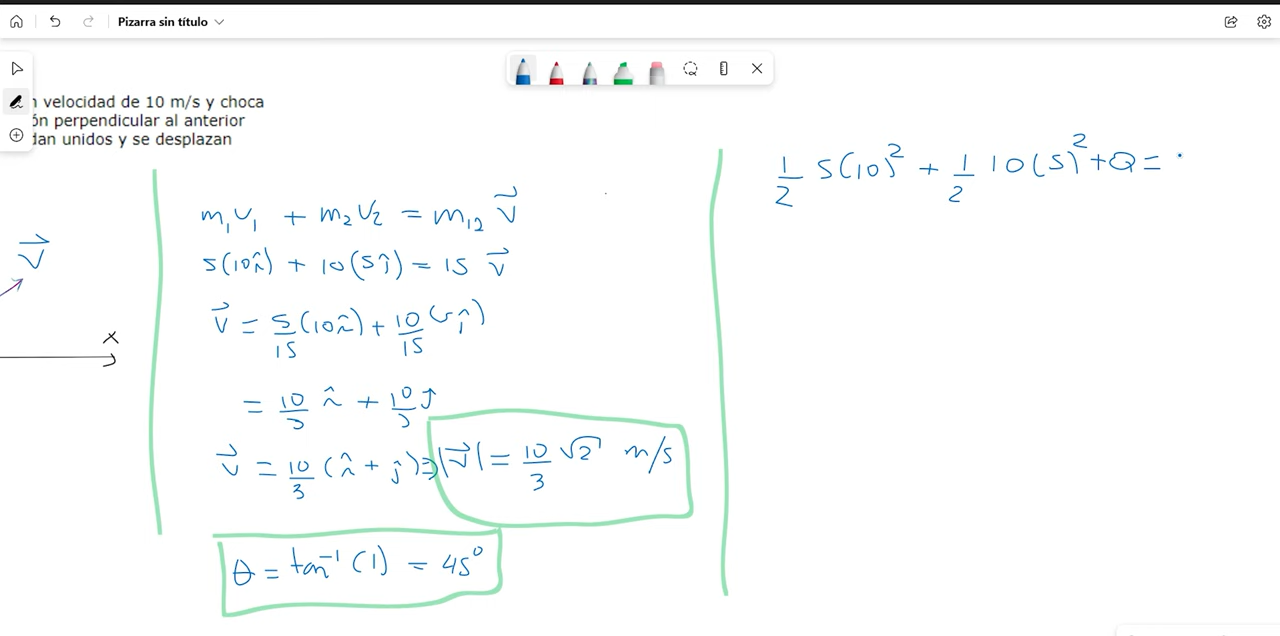 Pizarra sin título
velocidad de 10 m/s y choca
ón perpendicular al anterior
dan unidos y se desplazan
V⃗
x
m₁v₁ + m₂v₂ = m₁₂ v⃗
5(10î) + 10(5ĵ) = 15 v⃗
v⃗ = 5/15 (10î) + 10/15 (5ĵ)
= 10/3 î + 10/3 ĵ
v⃗ = 10/3 (î + ĵ) ⇒ |v⃗| = 10/3 √2 m/s
θ = tan⁻¹(1) = 45°
1/2 5(10)² + 1/2 10(5)² + Q =